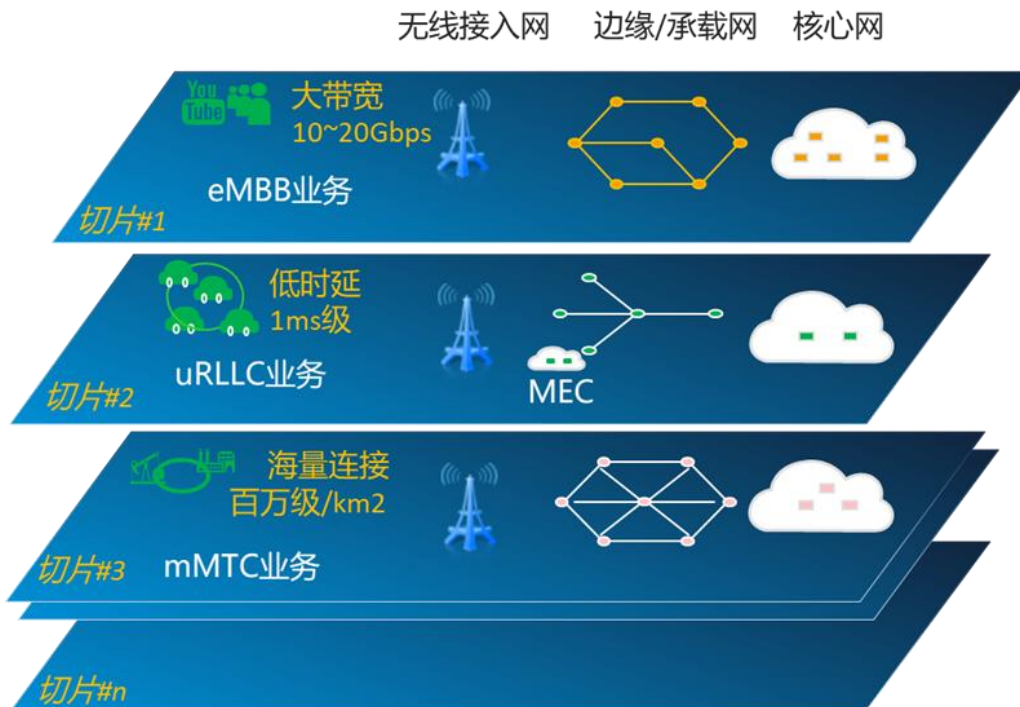 无线接入网 边缘/承载网 核心网
You
Tube
大带宽
10~20Gbps
eMBB业务
切片#1
低时延
1ms级
uRLLC业务
MEC
切片#2
海量连接
百万级/km2
mMTC业务
切片#3
切片#n